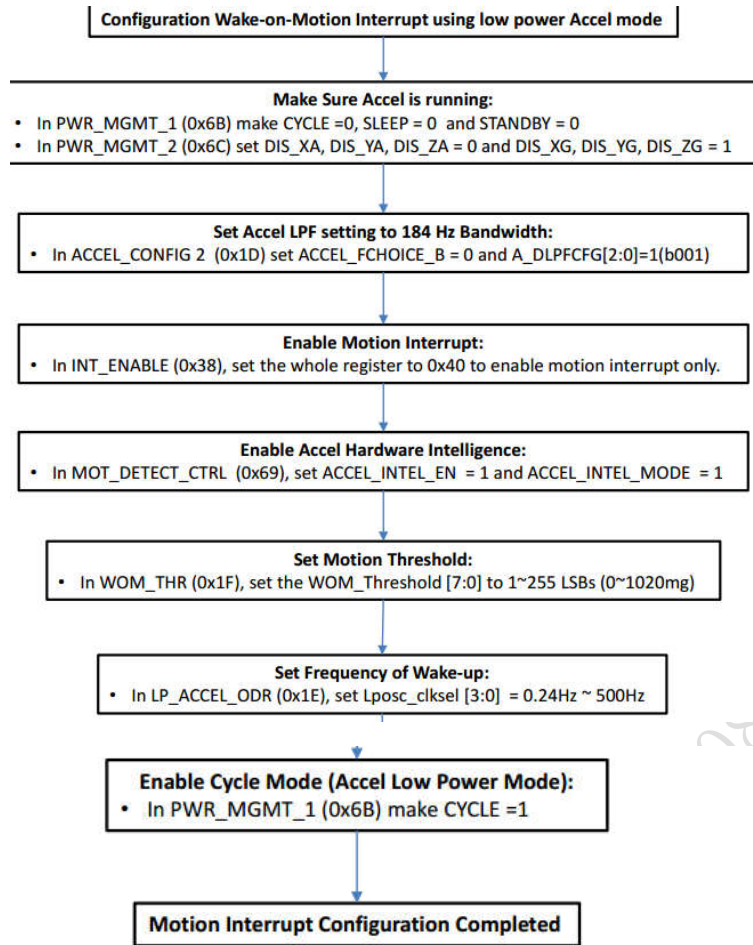 Configuration Wake-on-Motion Interrupt using low power Accel mode
Make Sure Accel is running:
• In PWR_MGMT_1 (0x6B) make CYCLE =0, SLEEP = 0 and STANDBY = 0
• In PWR_MGMT_2 (0x6C) set DIS_XA, DIS_YA, DIS_ZA = 0 and DIS_XG, DIS_YG, DIS_ZG = 1
Set Accel LPF setting to 184 Hz Bandwidth:
• In ACCEL_CONFIG 2 (0x1D) set ACCEL_FCHOICE_B = 0 and A_DLPFCFG[2:0]=1(b001)
Enable Motion Interrupt:
• In INT_ENABLE (0x38), set the whole register to 0x40 to enable motion interrupt only.
Enable Accel Hardware Intelligence:
• In MOT_DETECT_CTRL (0x69), set ACCEL_INTEL_EN = 1 and ACCEL_INTEL_MODE = 1
Set Motion Threshold:
• In WOM_THR (0x1F), set the WOM_Threshold [7:0] to 1~255 LSBs (0~1020mg)
Set Frequency of Wake-up:
• In LP_ACCEL_ODR (0x1E), set Lposc_clksel [3:0] = 0.24Hz ~ 500Hz
Enable Cycle Mode (Accel Low Power Mode):
• In PWR_MGMT_1 (0x6B) make CYCLE =1
Motion Interrupt Configuration Completed